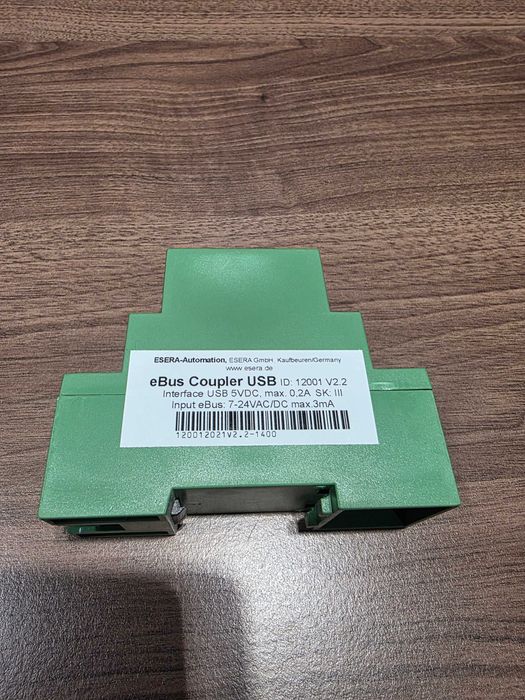 ESERA-Automation, ESERA GmbH, Kaufbeuren/Germany
www.esera.de
eBus Coupler USB ID: 12001 V2.2
Interface USB 5VDC, max. 0,2A SK: III
Input eBus: 7-24VAC/DC max.3mA
120012021V2.2-1400